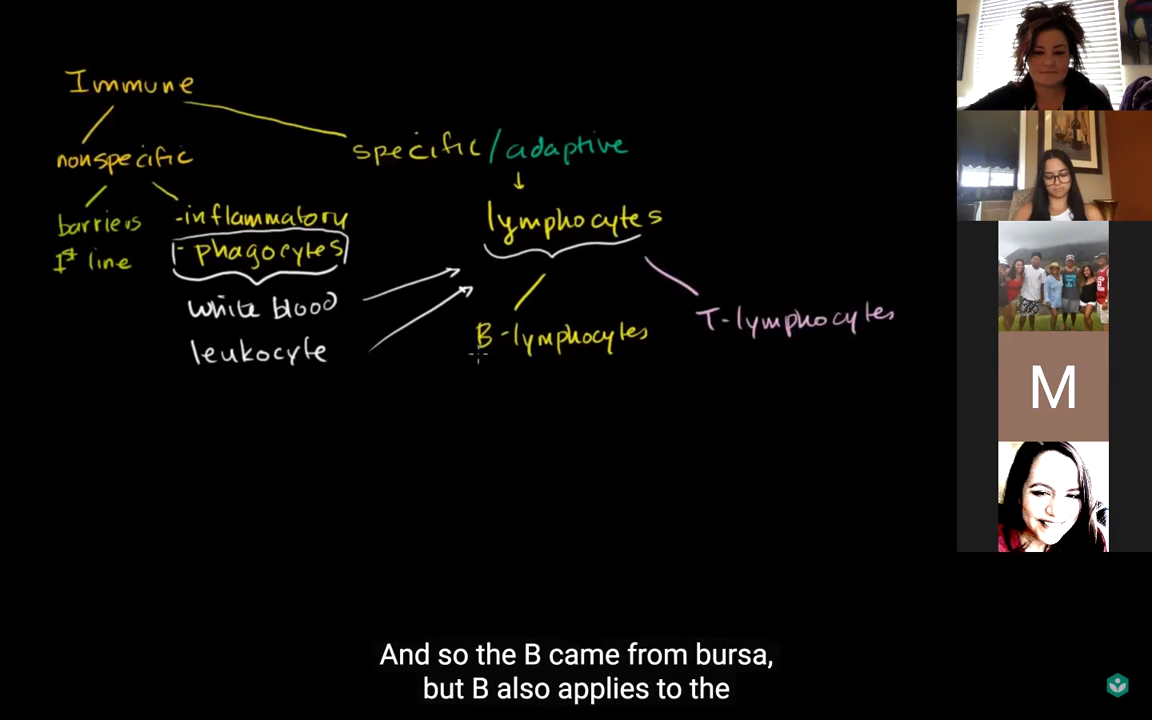 Immune
nonspecific
specific/adaptive
barriers
1st line
-inflammatory
- phagocytes
white blood
leukocyte
lymphocytes
B-lymphocytes
T-lymphocytes
M
And so the B came from bursa,
but B also applies to the